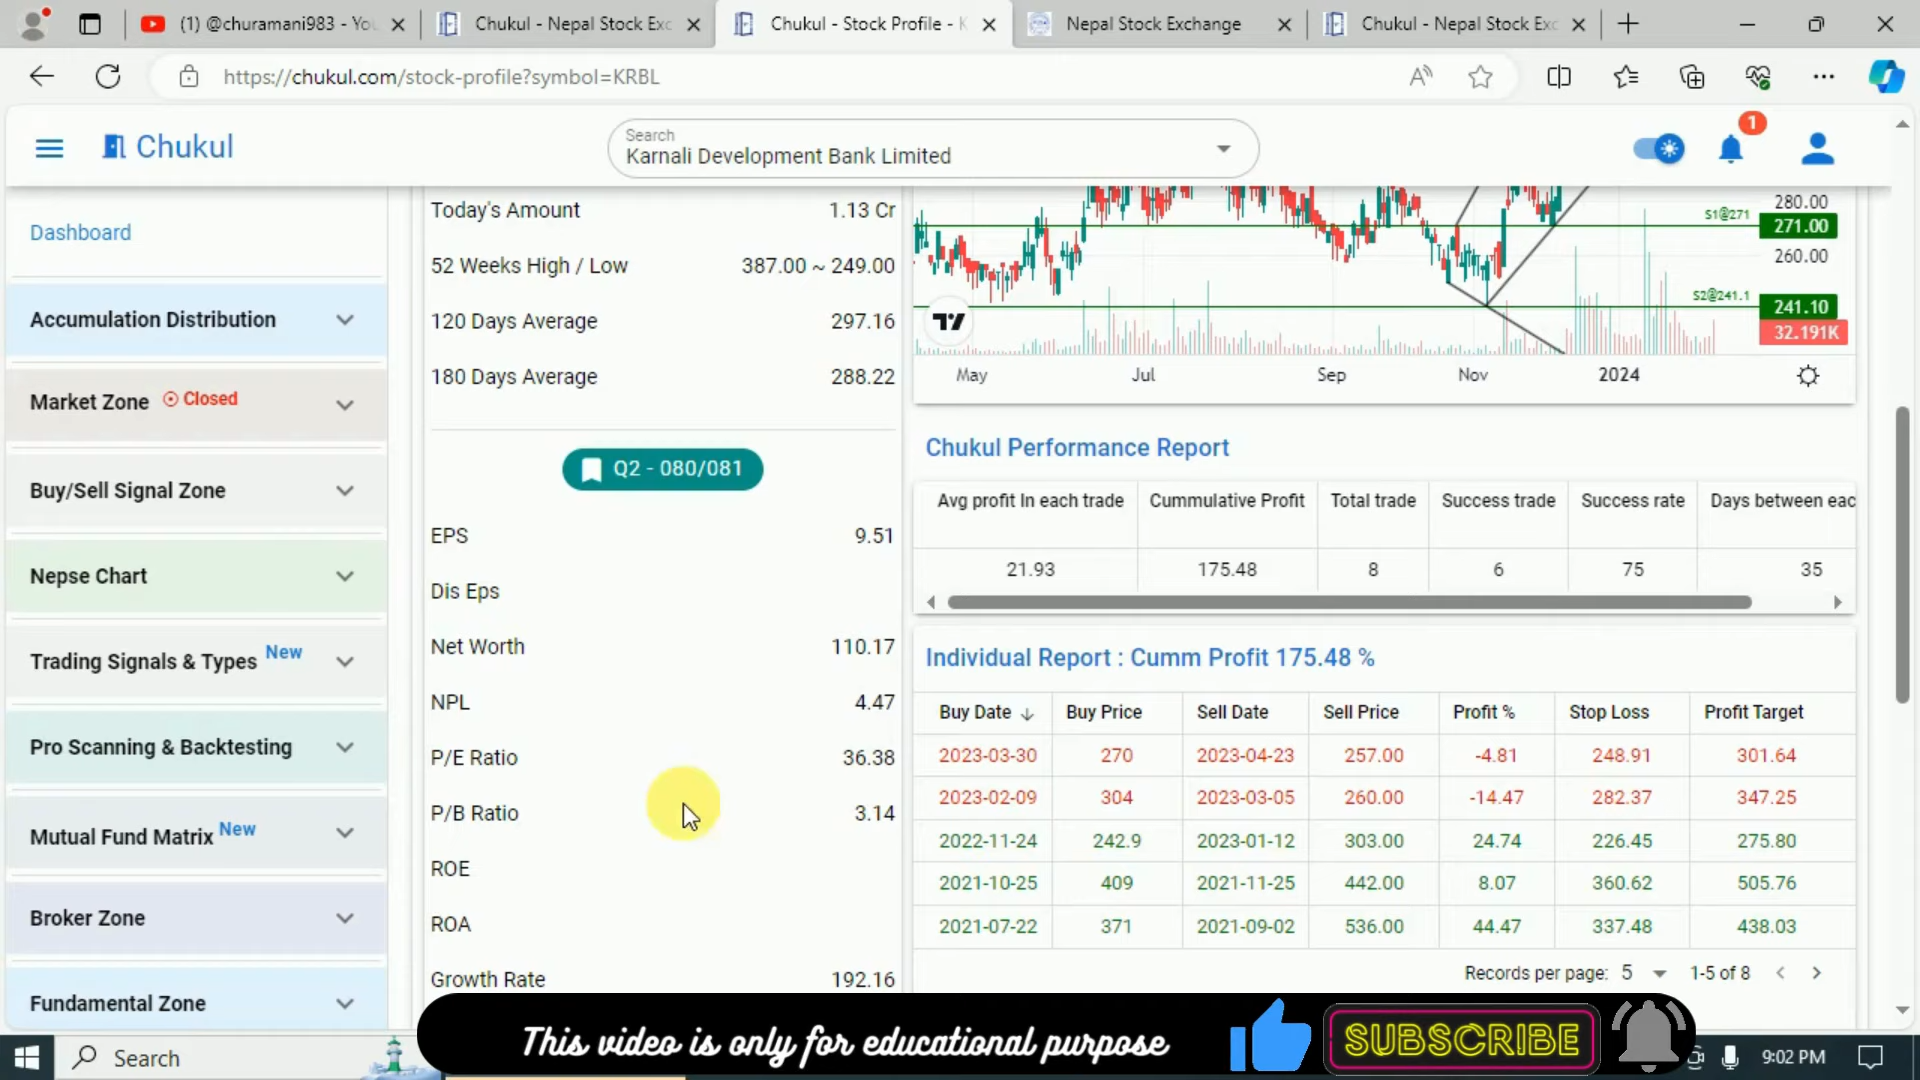 (1) @churamani983 - You
Chukul - Nepal Stock Exc
Chukul - Stock Profile - K
Nepal Stock Exchange
Chukul - Nepal Stock Exc
https://chukul.com/stock-profile?symbol=KRBL
Chukul
Search
Karnali Development Bank Limited
1
Dashboard
Accumulation Distribution
Market Zone Closed
Buy/Sell Signal Zone
Nepse Chart
Trading Signals & Types New
Pro Scanning & Backtesting
Mutual Fund Matrix New
Broker Zone
Fundamental Zone
Today's Amount 1.13 Cr
52 Weeks High / Low 387.00 ~ 249.00
120 Days Average 297.16
180 Days Average 288.22
Q2 - 080/081
EPS 9.51
Dis Eps
Net Worth 110.17
NPL 4.47
P/E Ratio 36.38
P/B Ratio 3.14
ROE
ROA
Growth Rate 192.16
280.00
S1@271 271.00
260.00
S2@241.1 241.10
32.191K
May Jul Sep Nov 2024
Chukul Performance Report
Avg profit In each trade Cummulative Profit Total trade Success trade Success rate Days between eac
21.93 175.48 8 6 75 35
Individual Report : Cumm Profit 175.48 %
Buy Date Buy Price Sell Date Sell Price Profit % Stop Loss Profit Target
2023-03-30 270 2023-04-23 257.00 -4.81 248.91 301.64
2023-02-09 304 2023-03-05 260.00 -14.47 282.37 347.25
2022-11-24 242.9 2023-01-12 303.00 24.74 226.45 275.80
2021-10-25 409 2021-11-25 442.00 8.07 360.62 505.76
2021-07-22 371 2021-09-02 536.00 44.47 337.48 438.03
Records per page: 5 1-5 of 8
This video is only for educational purpose
SUBSCRIBE
Search
9:02 PM